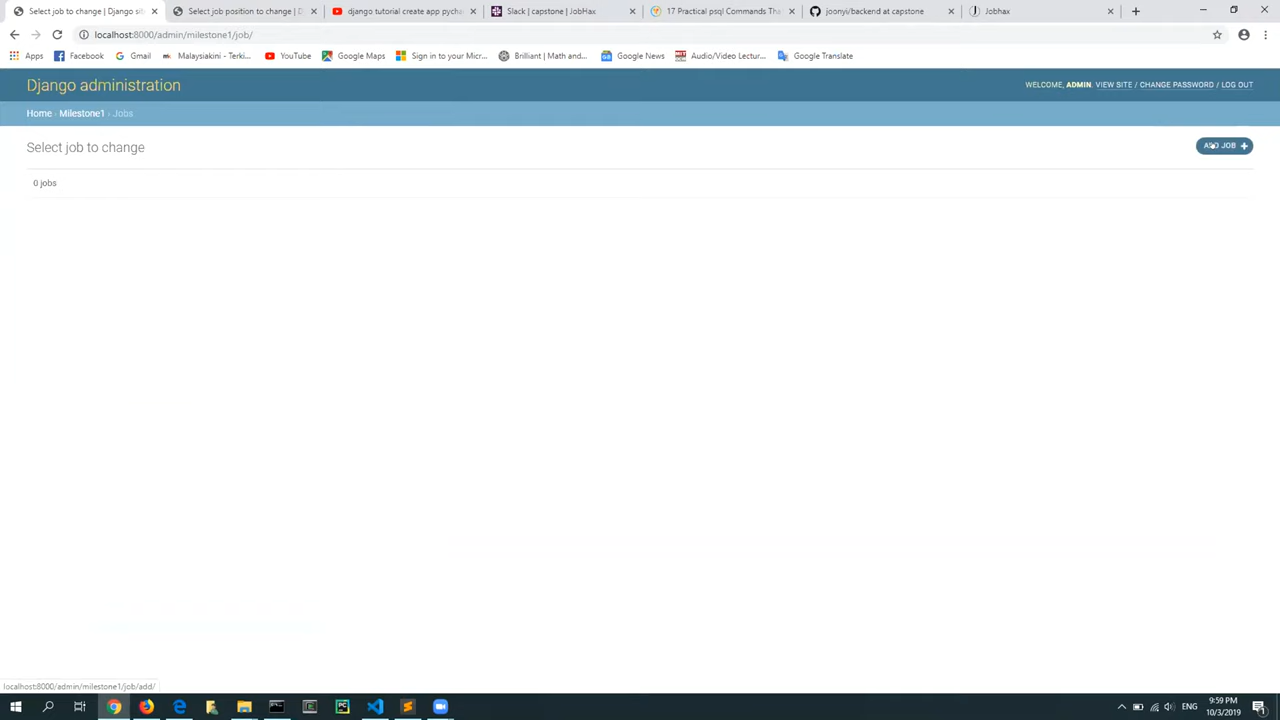 Select job to change | Django sit
Select job position to change | D
django tutorial create app pycha
Slack | capstone | JobHax
17 Practical psql Commands Tha
joonyi/backend at capstone
Jobhax
localhost:8000/admin/milestone1/job/
Apps
Facebook
Gmail
Malaysiakini - Terki...
YouTube
Google Maps
Sign in to your Micr...
Brilliant | Math and...
Google News
Audio/Video Lectur...
Google Translate
Django administration
WELCOME, ADMIN. VIEW SITE / CHANGE PASSWORD / LOG OUT
Home › Milestone1 › Jobs
Select job to change
ADD JOB +
0 jobs
localhost:8000/admin/milestone1/job/add/
9:59 PM
ENG
10/3/2019